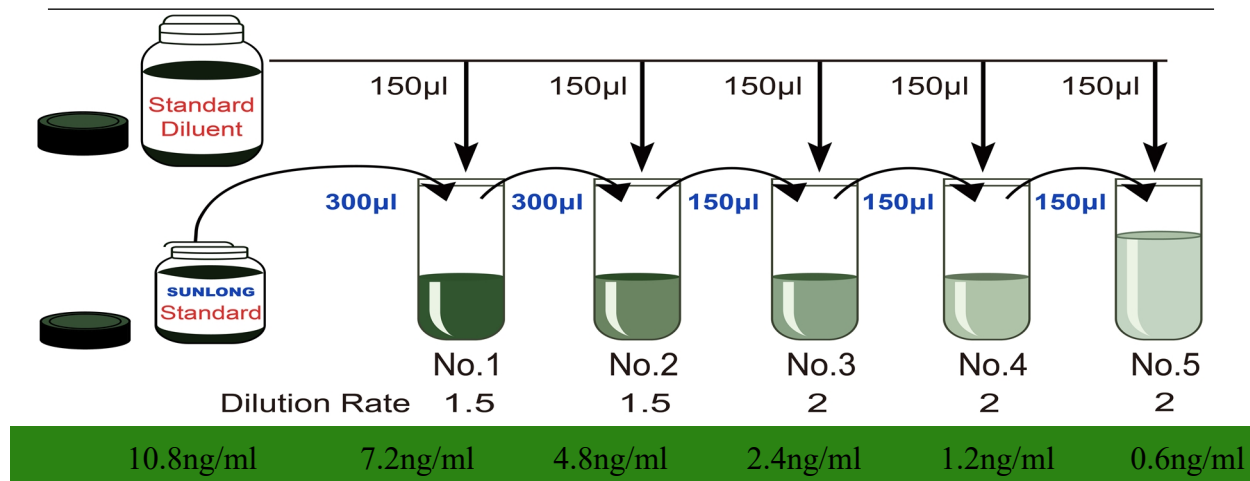 150µl 150µl 150µl 150µl 150µl
Standard
Diluent
300µl 300µl 150µl 150µl 150µl
SUNLONG
Standard
No.1 No.2 No.3 No.4 No.5
Dilution Rate 1.5 1.5 2 2 2
10.8ng/ml 7.2ng/ml 4.8ng/ml 2.4ng/ml 1.2ng/ml 0.6ng/ml